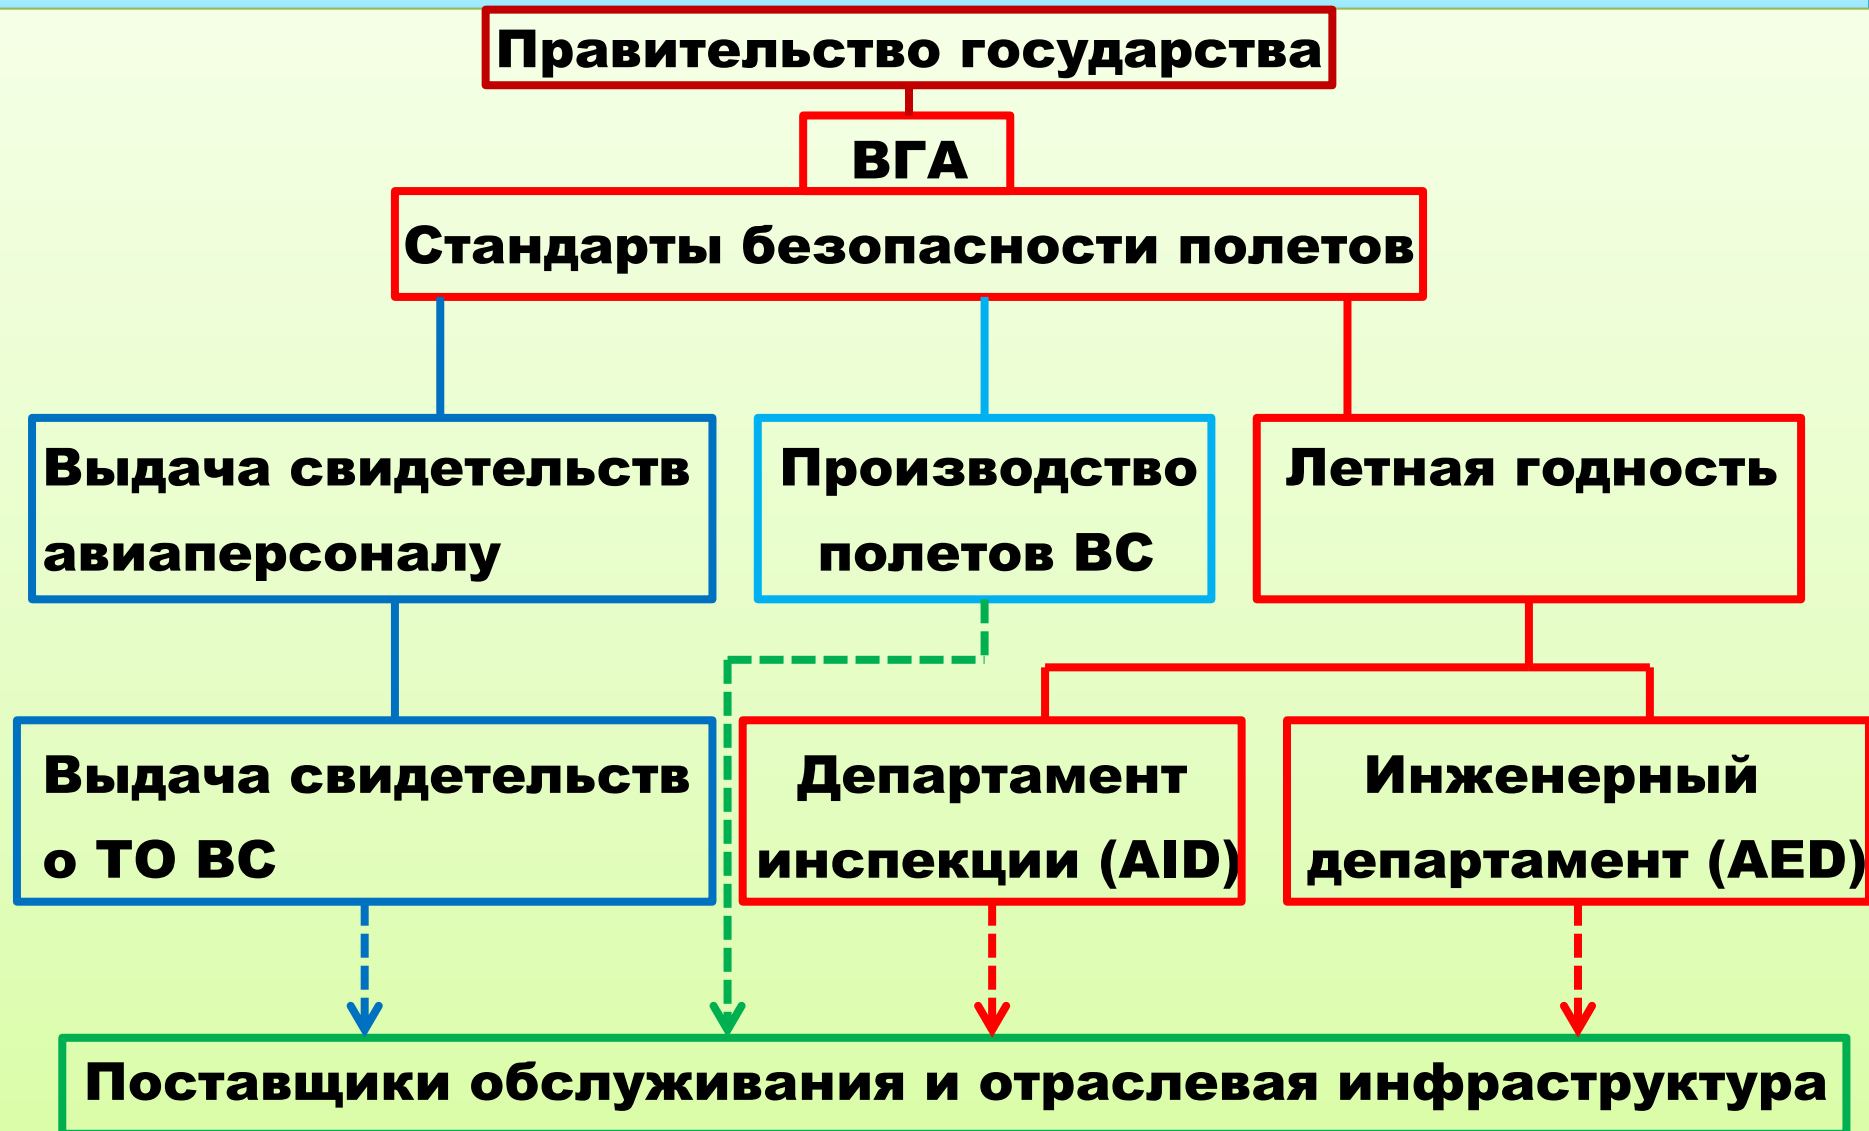 Правительство государства
ВГА
Стандарты безопасности полетов
Выдача свидетельств
авиаперсоналу
Производство
полетов ВС
Летная годность
Выдача свидетельств
о ТО ВС
Департамент
инспекции (AID)
Инженерный
департамент (AED)
Поставщики обслуживания и отраслевая инфраструктура